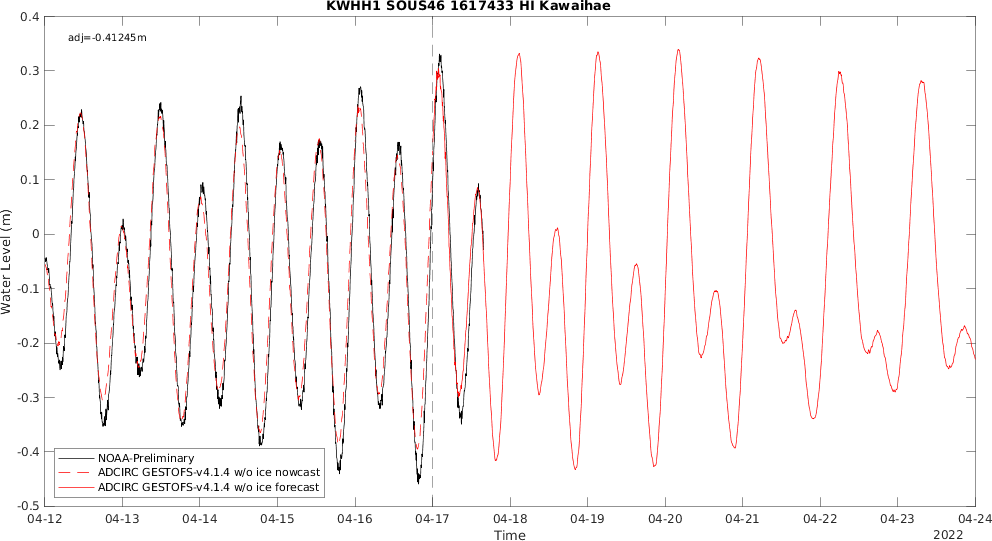 KWHH1 SOUS46 1617433 HI Kawaihae
adj=-0.41245m
0.4
0.3
0.2
0.1
0
-0.1
-0.2
-0.3
-0.4
-0.5
Water Level (m)
NOAA-Preliminary
ADCIRC GESTOFS-v4.1.4 w/o ice nowcast
ADCIRC GESTOFS-v4.1.4 w/o ice forecast
04-12 04-13 04-14 04-15 04-16 04-17 04-18 04-19 04-20 04-21 04-22 04-23 04-24
Time
2022